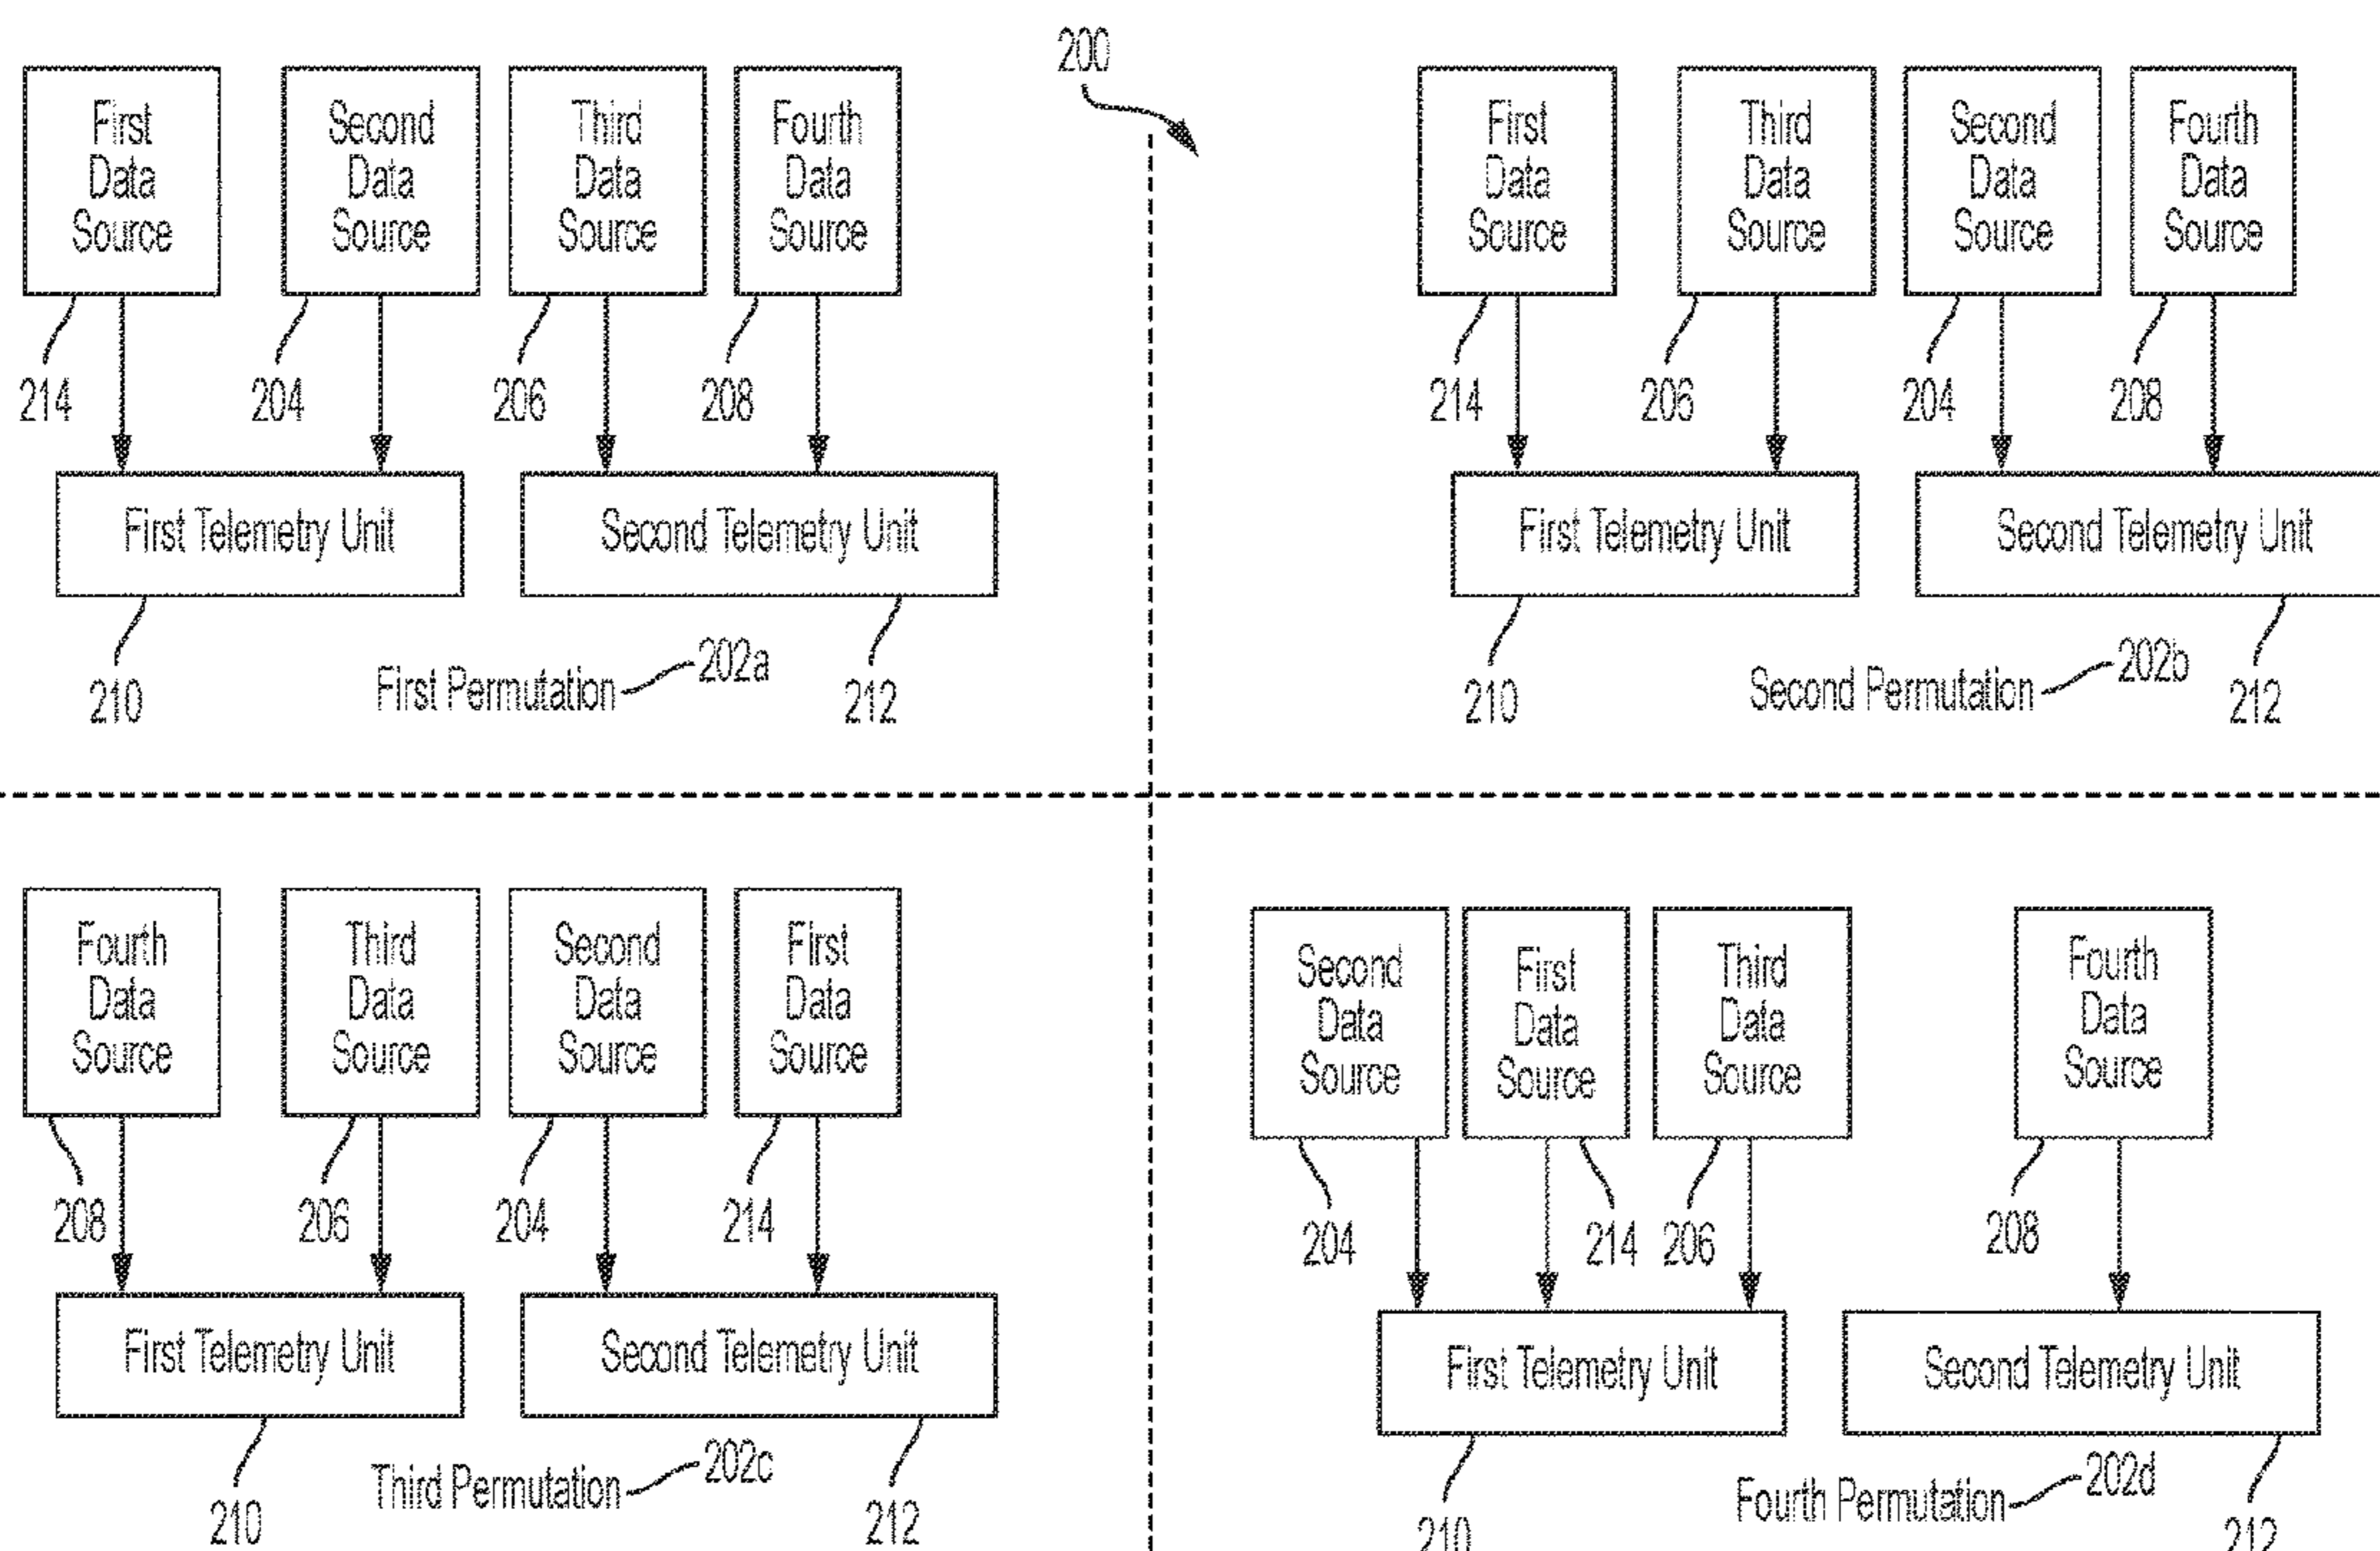 200
First
Data
Source
Second
Data
Source
Third
Data
Source
Fourth
Data
Source
214
204
206
208
First Telemetry Unit
Second Telemetry Unit
210
First Permutation
202a
212
First
Data
Source
Third
Data
Source
Second
Data
Source
Fourth
Data
Source
214
206
204
208
First Telemetry Unit
Second Telemetry Unit
210
Second Permutation
202b
212
Fourth
Data
Source
Third
Data
Source
Second
Data
Source
First
Data
Source
208
206
204
214
First Telemetry Unit
Second Telemetry Unit
210
Third Permutation
202c
212
Second
Data
Source
First
Data
Source
Third
Data
Source
Fourth
Data
Source
204
214
206
208
First Telemetry Unit
Second Telemetry Unit
210
Fourth Permutation
202d
212